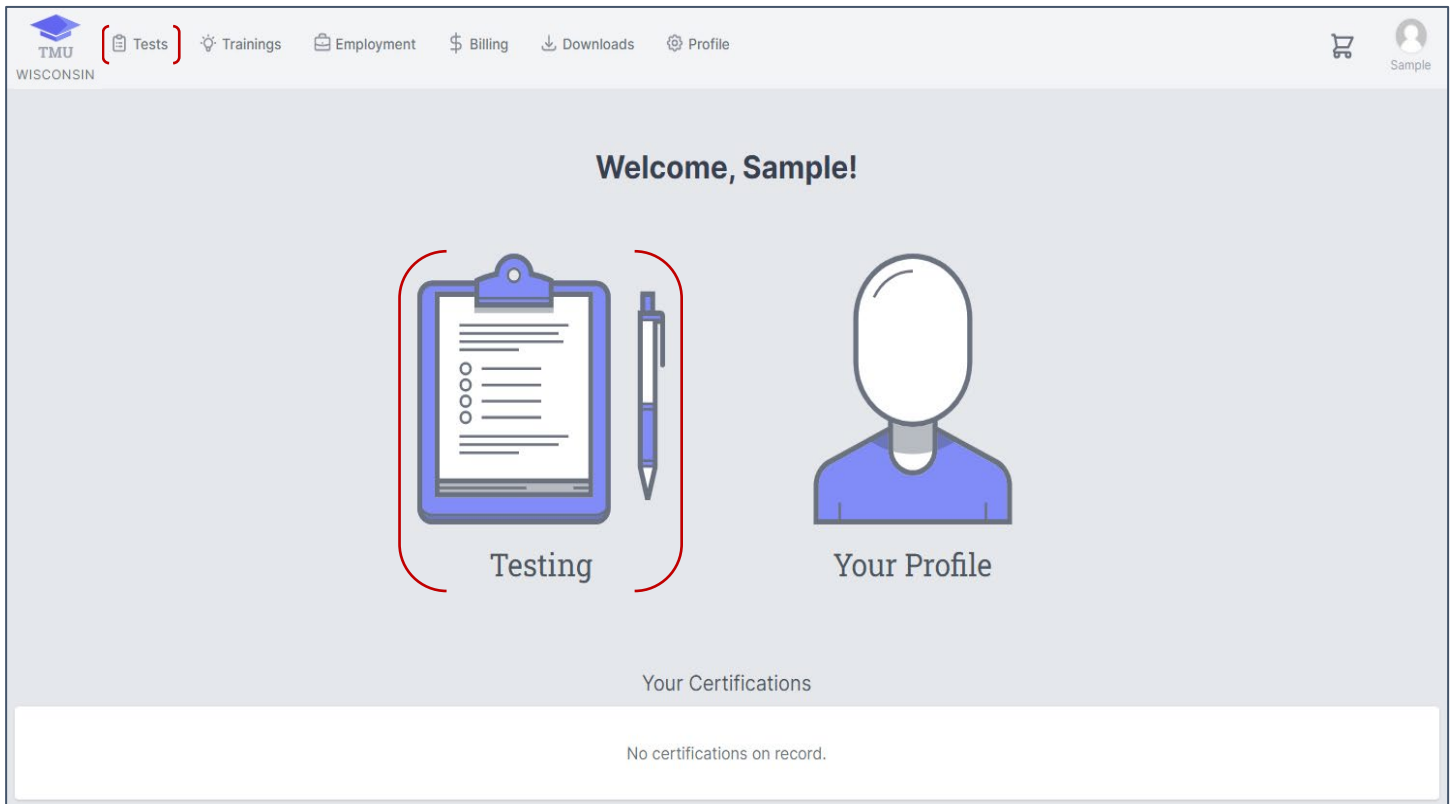 TMU
WISCONSIN
Tests Trainings Employment $ Billing Downloads Profile
Sample
Welcome, Sample!
Testing Your Profile
Your Certifications
No certifications on record.